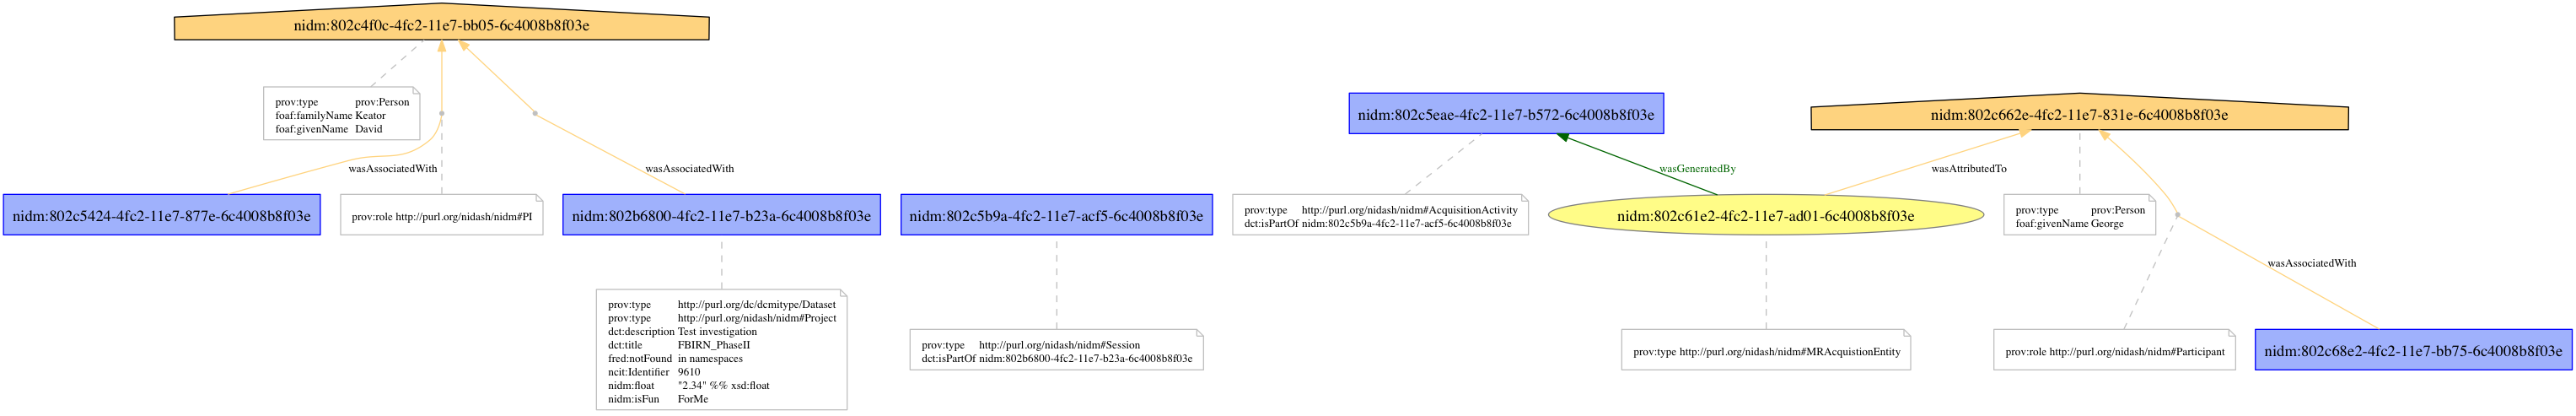 nidm:802c4f0c-4fc2-11e7-bb05-6c4008b8f03e
prov:type prov:Person
foaf:familyName Keator
foaf:givenName David
wasAssociatedWith
wasAssociatedWith
nidm:802c5424-4fc2-11e7-877e-6c4008b8f03e
prov:role http://purl.org/nidash/nidm#PI
nidm:802b6800-4fc2-11e7-b23a-6c4008b8f03e
prov:type http://purl.org/dc/dcmitype/Dataset
prov:type http://purl.org/nidash/nidm#Project
dct:description Test investigation
dct:title FBIRN_PhaseII
fred:notFound in namespaces
ncit:Identifier 9610
nidm:float "2.34" %% xsd:float
nidm:isFun ForMe
nidm:802c5b9a-4fc2-11e7-acf5-6c4008b8f03e
prov:type http://purl.org/nidash/nidm#Session
dct:isPartOf nidm:802b6800-4fc2-11e7-b23a-6c4008b8f03e
nidm:802c5eae-4fc2-11e7-b572-6c4008b8f03e
wasGeneratedBy
prov:type http://purl.org/nidash/nidm#AcquisitionActivity
dct:isPartOf nidm:802c5b9a-4fc2-11e7-acf5-6c4008b8f03e
nidm:802c61e2-4fc2-11e7-ad01-6c4008b8f03e
prov:type http://purl.org/nidash/nidm#MRAcquistionEntity
nidm:802c662e-4fc2-11e7-831e-6c4008b8f03e
wasAttributedTo
prov:type prov:Person
foaf:givenName George
wasAssociatedWith
prov:role http://purl.org/nidash/nidm#Participant
nidm:802c68e2-4fc2-11e7-bb75-6c4008b8f03e